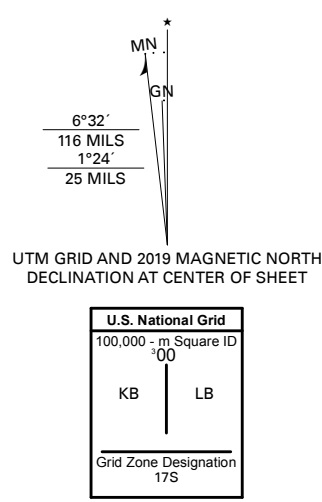 ★
MN
GN
6°32´
116 MILS
1°24´
25 MILS
UTM GRID AND 2019 MAGNETIC NORTH
DECLINATION AT CENTER OF SHEET
U.S. National Grid
100,000 - m Square ID
³00
KB LB
Grid Zone Designation
17S